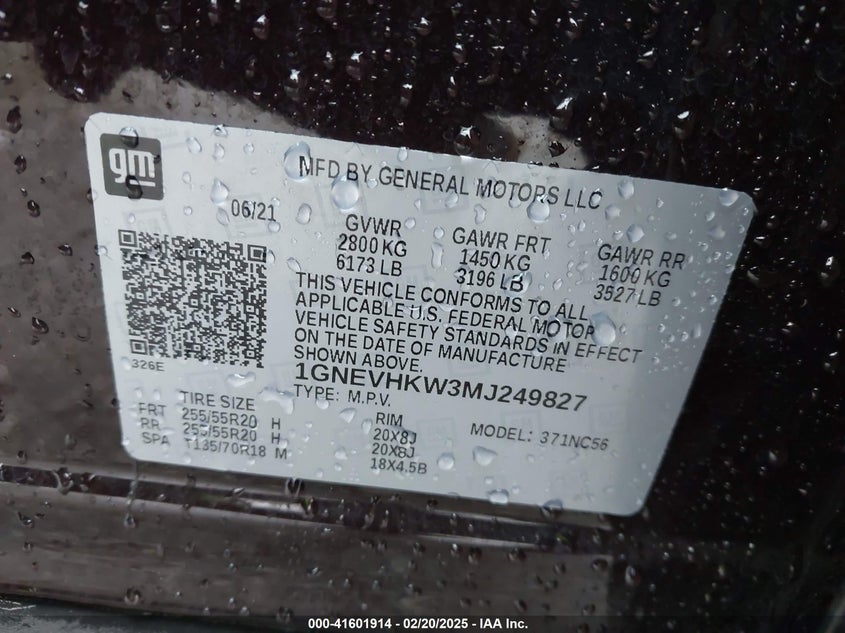 gm
MFD BY GENERAL MOTORS LLC
06/21
GVWR
2800 KG
6173 LB
GAWR FRT
1450 KG
3196 LB
GAWR RR
1600 KG
3527 LB
THIS VEHICLE CONFORMS TO ALL
APPLICABLE U.S. FEDERAL MOTOR
VEHICLE SAFETY STANDARDS IN EFFECT
ON THE DATE OF MANUFACTURE
SHOWN ABOVE.
326E
1GNEVHKW3MJ249827
TYPE: M.P.V.
MODEL: 371NC56
TIRE SIZE
RIM
FRT 255/55R20 H 20X8J
RR 255/55R20 H 20X8J
SPA T135/70R18 M 18X4.5B
000-41601914 - 02/20/2025 - IAA Inc.